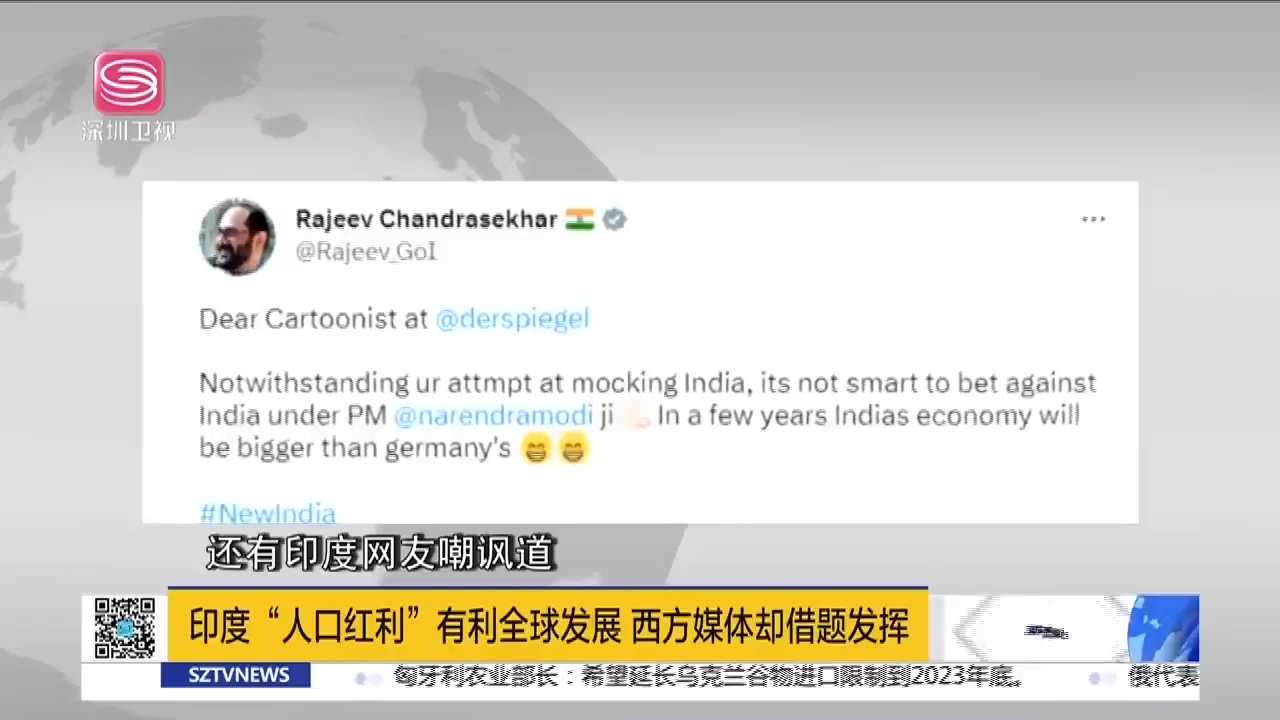 深圳卫视
Rajeev Chandrasekhar
@Rajeev_GoI
Dear Cartoonist at @derspiegel
Notwithstanding ur attmpt at mocking India, its not smart to bet against
India under PM @narendramodi ji In a few years Indias economy will
be bigger than germany's
#NewIndia
还有印度网友嘲讽道
印度“人口红利”有利全球发展 西方媒体却借题发挥
SZTVNEWS
匈牙利农业部长：希望延长乌克兰谷物进口限制到2023年底。 俄代表